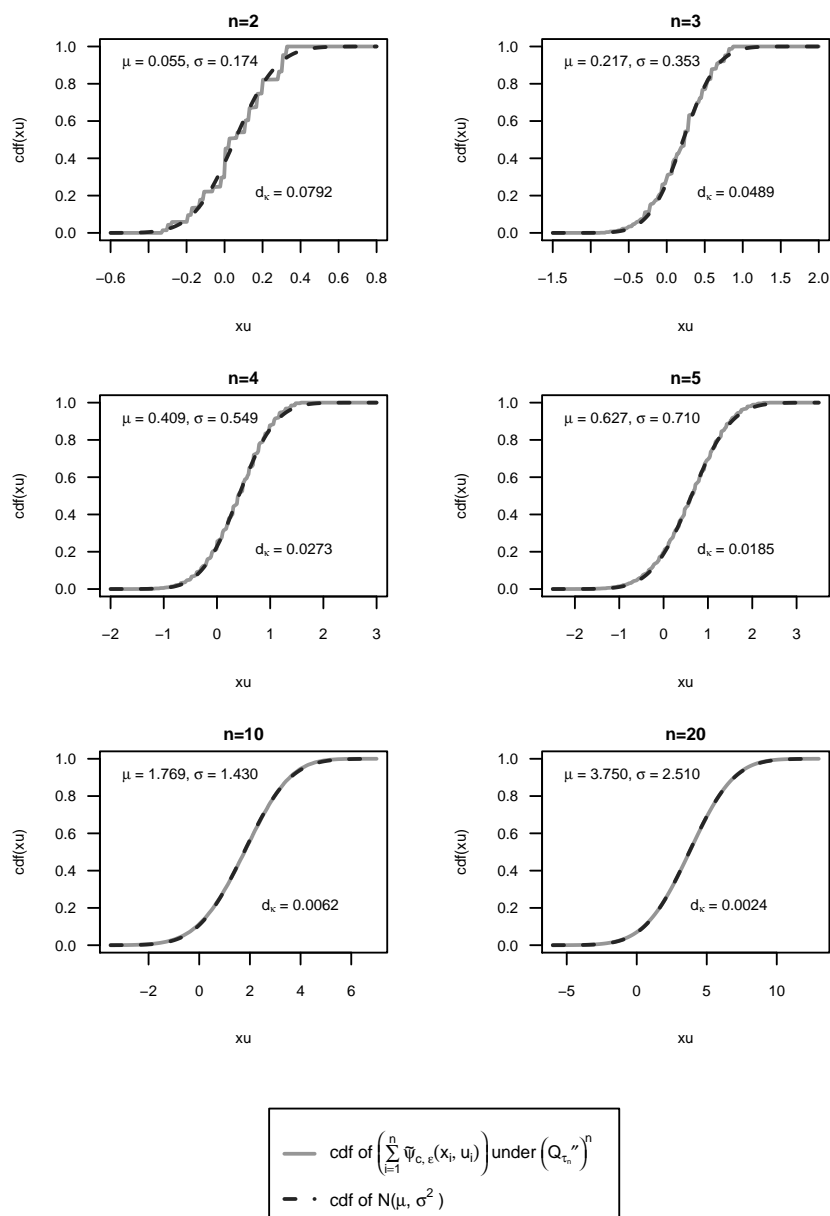 n=2
1.0
0.8
0.6
0.4
0.2
0.0
cdf(xu)
μ = 0.055, σ = 0.174
dκ = 0.0792
−0.6 −0.2 0.0 0.2 0.4 0.6 0.8
xu
n=3
1.0
0.8
0.6
0.4
0.2
0.0
cdf(xu)
μ = 0.217, σ = 0.353
dκ = 0.0489
−1.5 −0.5 0.0 0.5 1.0 1.5 2.0
xu
n=4
1.0
0.8
0.6
0.4
0.2
0.0
cdf(xu)
μ = 0.409, σ = 0.549
dκ = 0.0273
−2 −1 0 1 2 3
xu
n=5
1.0
0.8
0.6
0.4
0.2
0.0
cdf(xu)
μ = 0.627, σ = 0.710
dκ = 0.0185
−2 −1 0 1 2 3
xu
n=10
1.0
0.8
0.6
0.4
0.2
0.0
cdf(xu)
μ = 1.769, σ = 1.430
dκ = 0.0062
−2 0 2 4 6
xu
n=20
1.0
0.8
0.6
0.4
0.2
0.0
cdf(xu)
μ = 3.750, σ = 2.510
dκ = 0.0024
−5 0 5 10
xu
cdf of (∑i=1n ψ̃c, ε(xi, ui)) under (Qτn″)n
cdf of N(μ, σ2 )